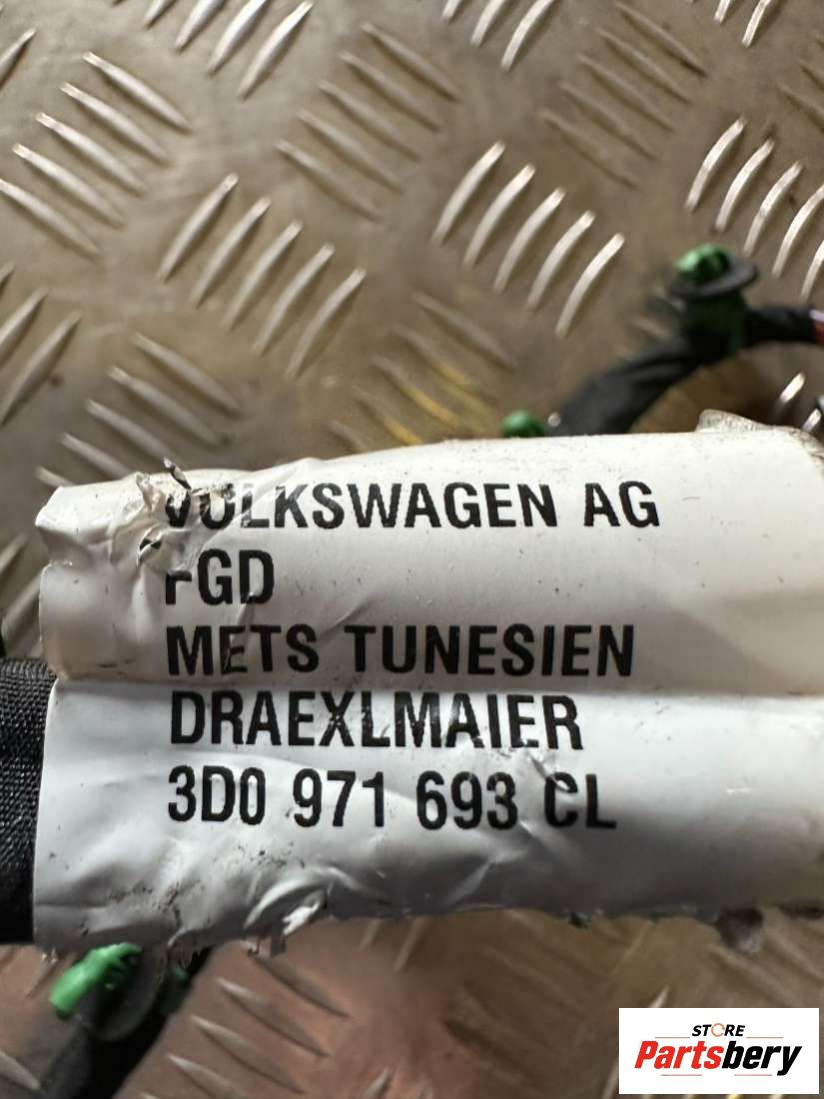 VOLKSWAGEN AG
FGD
METS TUNESIEN
DRAEXLMAIER
3D0 971 693 CL
STORE
Partsbery